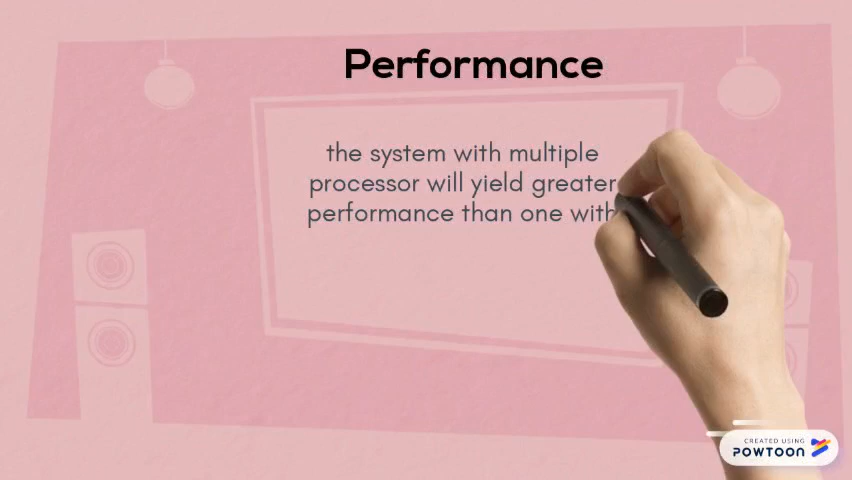 Performance
the system with multiple
processor will yield greater
performance than one with
CREATED USING
POWTOON